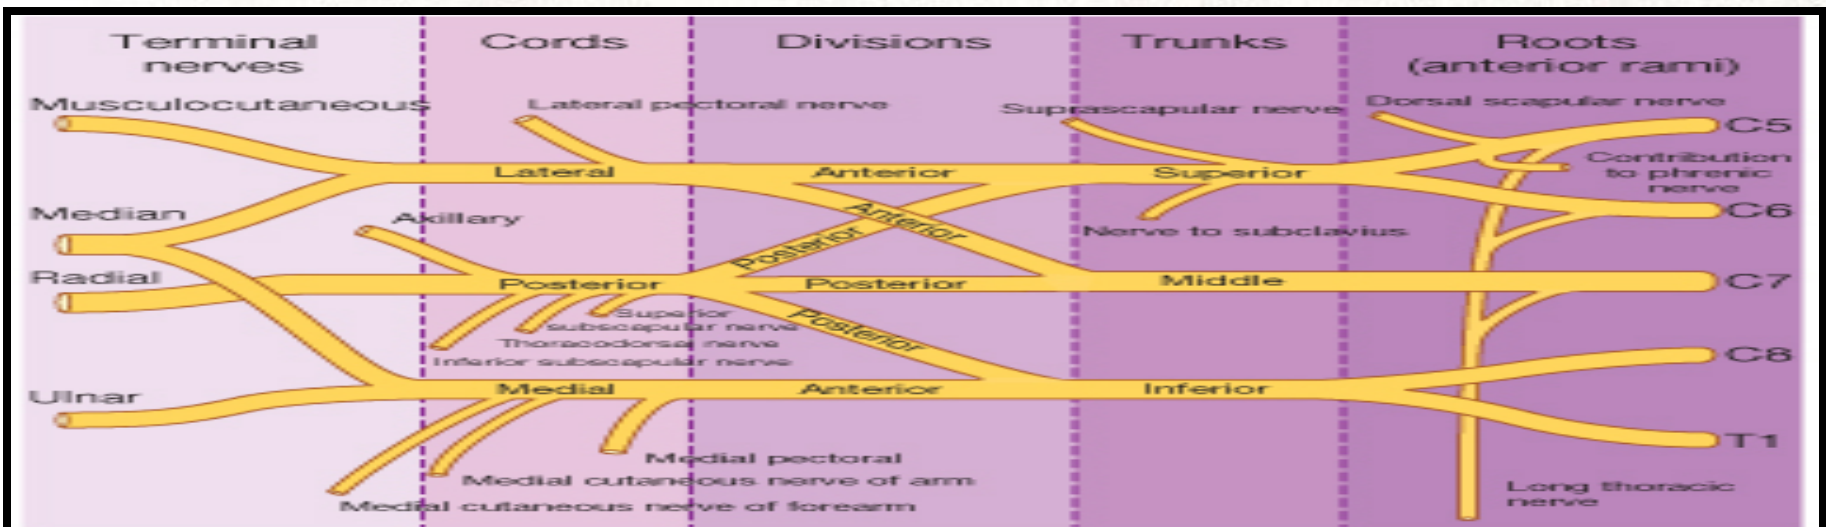 Terminal
nerves
Cords
Divisions
Trunks
Roots
(anterior rami)
Musculocutaneous
Lateral pectoral nerve
Suprascapular nerve
Dorsal scapular nerve
C5
Contribution
to phrenic
nerve
Lateral
Anterior
Superior
Median
Axillary
Anterior
Posterior
Nerve to subclavius
C6
Radial
Posterior
Posterior
Middle
C7
Superior
subscapular nerve
Thoracodorsal nerve
Inferior subscapular nerve
Posterior
C8
Ulnar
Medial
Anterior
Inferior
T1
Medial pectoral
Medial cutaneous nerve of arm
Medial cutaneous nerve of forearm
Long thoracic
nerve